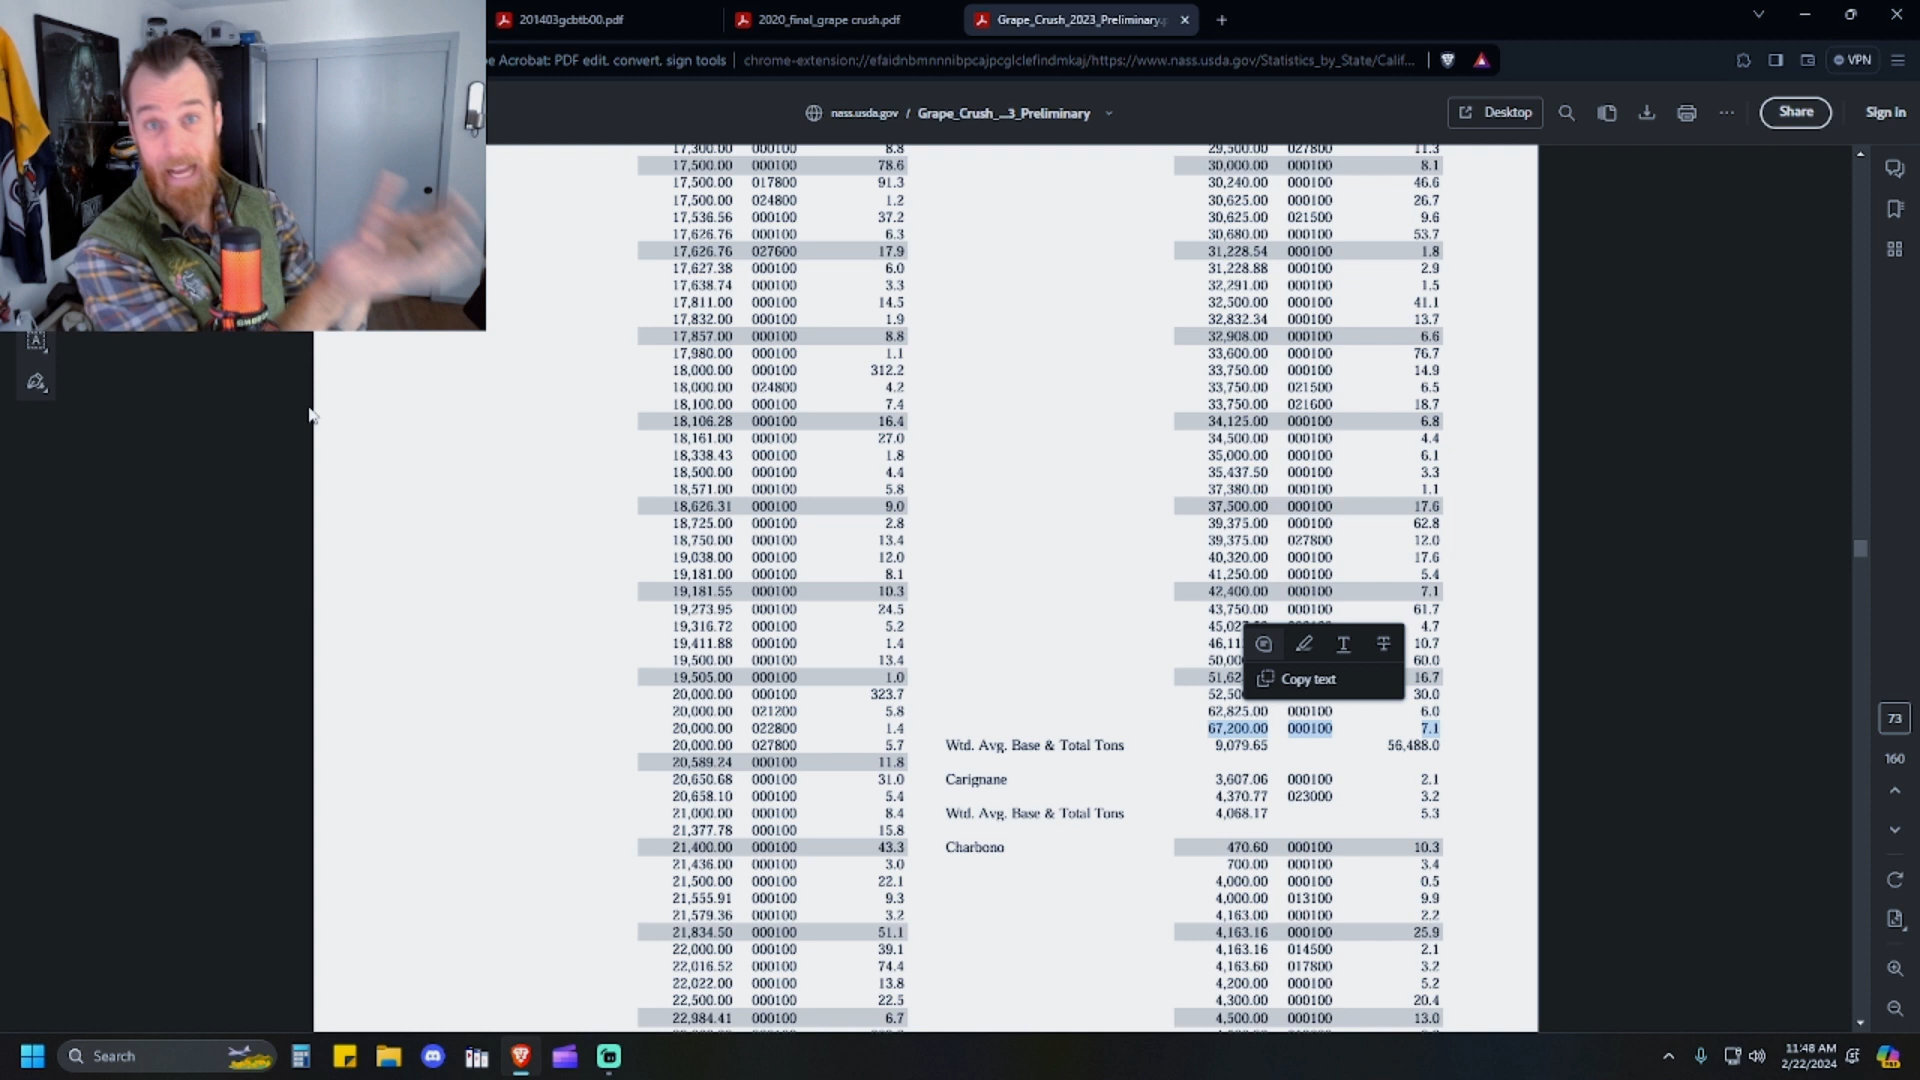 201403gcbtb00.pdf
2020_final_grape crush.pdf
Grape_Crush_2023_Preliminary.
Acrobat: PDF edit, convert, sign tools
chrome-extension://efaidnbmnnnibpcajpcglclefindmkaj/https://www.nass.usda.gov/Statistics_by_State/Calif...
VPN
nass.usda.gov / Grape_Crush_...3_Preliminary
Desktop
Share
Sign in
17,300.00 000100 8.8
17,500.00 000100 78.6
17,500.00 017800 91.3
17,500.00 024800 1.2
17,536.56 000100 37.2
17,626.76 000100 6.3
17,626.76 027600 17.9
17,627.38 000100 6.0
17,638.74 000100 3.3
17,811.00 000100 14.5
17,832.00 000100 1.9
17,857.00 000100 8.8
17,980.00 000100 1.1
18,000.00 000100 312.2
18,000.00 024800 4.2
18,100.00 000100 7.4
18,106.28 000100 16.4
18,161.00 000100 27.0
18,338.43 000100 1.8
18,500.00 000100 4.4
18,571.00 000100 5.8
18,626.31 000100 9.0
18,725.00 000100 2.8
18,750.00 000100 13.4
19,038.00 000100 12.0
19,181.00 000100 8.1
19,181.55 000100 10.3
19,273.95 000100 24.5
19,316.72 000100 5.2
19,411.88 000100 1.4
19,500.00 000100 13.4
19,505.00 000100 1.0
20,000.00 000100 323.7
20,000.00 021200 5.8
20,000.00 022800 1.4
20,000.00 027800 5.7
20,589.24 000100 11.8
20,650.68 000100 31.0
20,658.10 000100 5.4
21,000.00 000100 8.4
21,377.78 000100 15.8
21,400.00 000100 43.3
21,436.00 000100 3.0
21,500.00 000100 22.1
21,555.91 000100 9.3
21,579.36 000100 3.2
21,834.50 000100 51.1
22,000.00 000100 39.1
22,016.52 000100 74.4
22,022.00 000100 13.8
22,500.00 000100 22.5
22,984.41 000100 6.7
29,500.00 027800 11.3
30,000.00 000100 8.1
30,240.00 000100 46.6
30,625.00 000100 26.7
30,625.00 021500 9.6
30,680.00 000100 53.7
31,228.54 000100 1.8
31,228.88 000100 2.9
32,291.00 000100 1.5
32,500.00 000100 41.1
32,832.34 000100 13.7
32,908.00 000100 6.6
33,600.00 000100 76.7
33,750.00 000100 14.9
33,750.00 021500 6.5
33,750.00 021600 18.7
34,125.00 000100 6.8
34,500.00 000100 4.4
35,000.00 000100 6.1
35,437.50 000100 3.3
37,380.00 000100 1.1
37,500.00 000100 17.6
39,375.00 000100 62.8
39,375.00 027800 12.0
40,320.00 000100 17.6
41,250.00 000100 5.4
42,400.00 000100 7.1
43,750.00 000100 61.7
4.7
10.7
60.0
16.7
30.0
Copy text
62,825.00 000100 6.0
67,200.00 000100 7.1
Wtd. Avg. Base & Total Tons 9,079.65 56,488.0
Carignane 3,607.06 000100 2.1
4,370.77 023000 3.2
Wtd. Avg. Base & Total Tons 4,068.17 5.3
Charbono 470.60 000100 10.3
700.00 000100 3.4
4,000.00 000100 0.5
4,000.00 013100 9.9
4,163.00 000100 2.2
4,163.16 000100 25.9
4,163.16 014500 2.1
4,163.60 017800 3.2
4,200.00 000100 5.2
4,300.00 000100 20.4
4,500.00 000100 13.0
73
160
Search
11:48 AM
2/22/2024